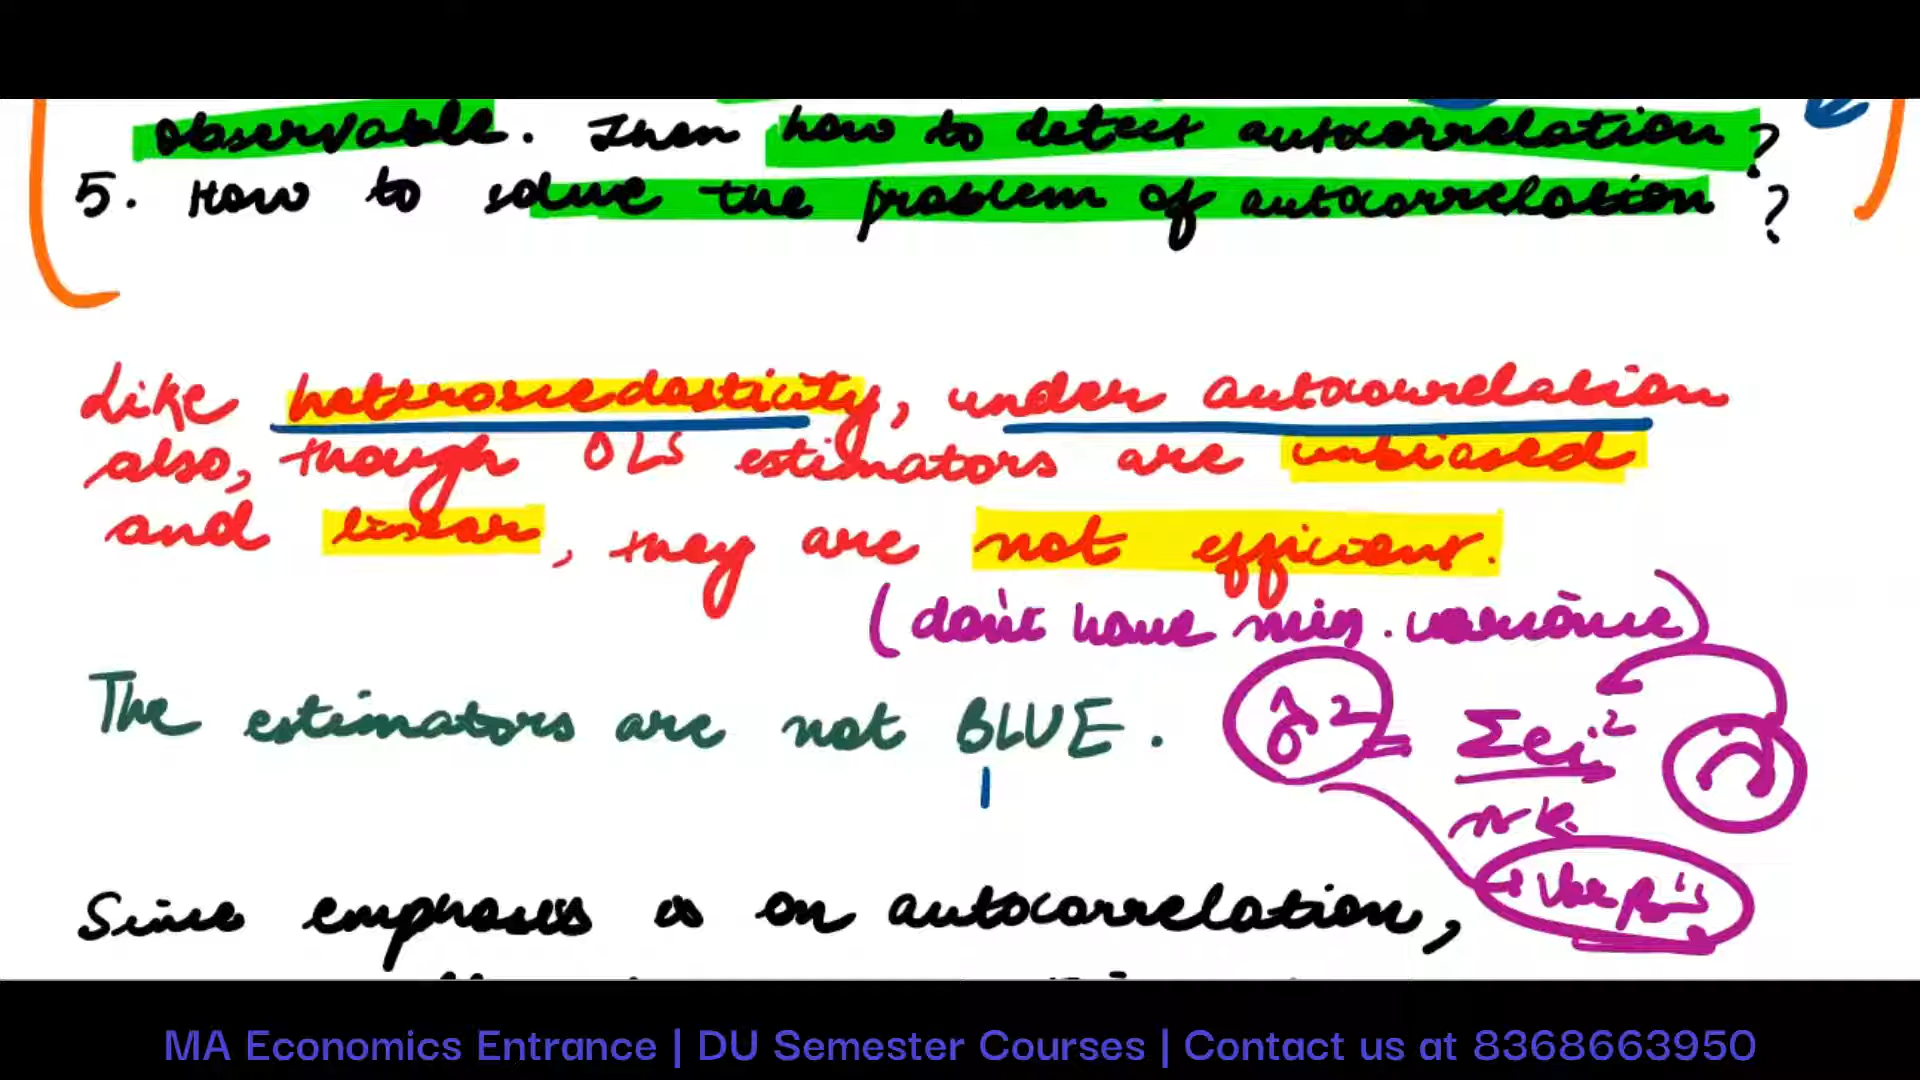 observable. Then how to detect autocorrelation?
5. How to solve the problem of autocorrelation?
Like heteroscedasticity, under autocorrelation
also, though OLS estimators are unbiased
and linear, they are not efficient.
(don't have min. variance)
The estimators are not BLUE.
σ̂² = Σei²
n-k
Since emphasis is on autocorrelation,
MA Economics Entrance | DU Semester Courses | Contact us at 8368663950